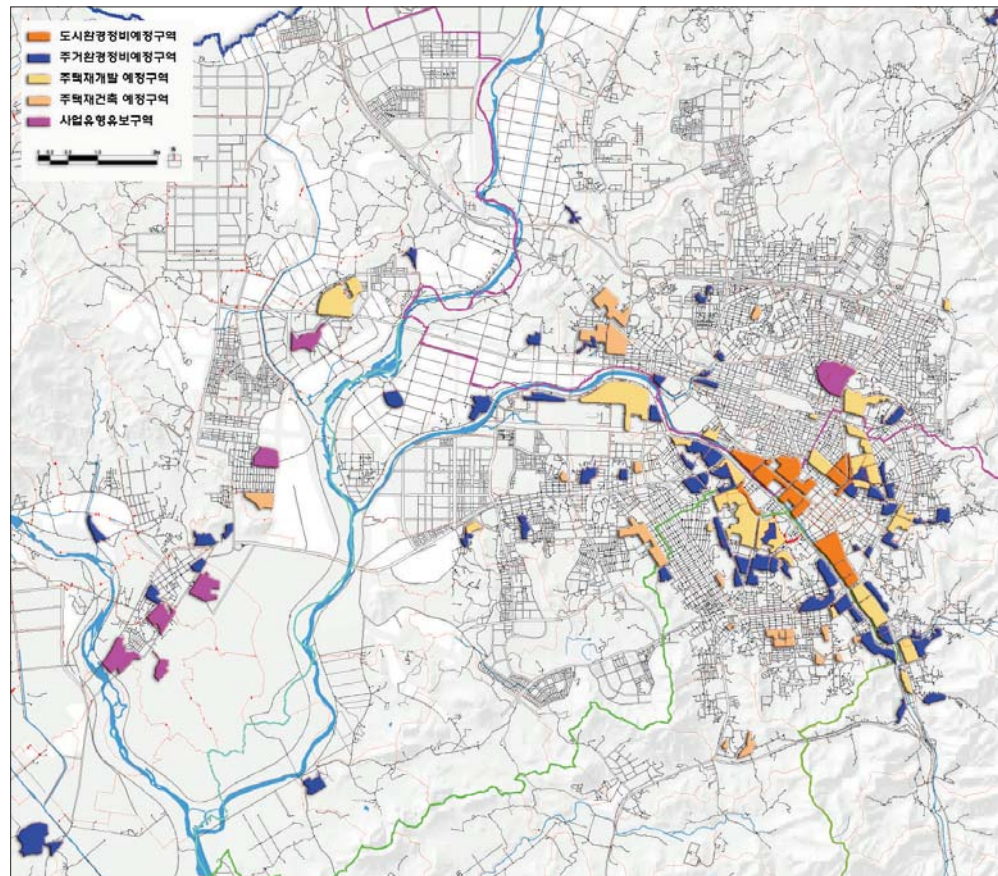 도시환경정비예정구역
주거환경정비예정구역
주택재개발 예정구역
주택재건축 예정구역
사업유형유보구역